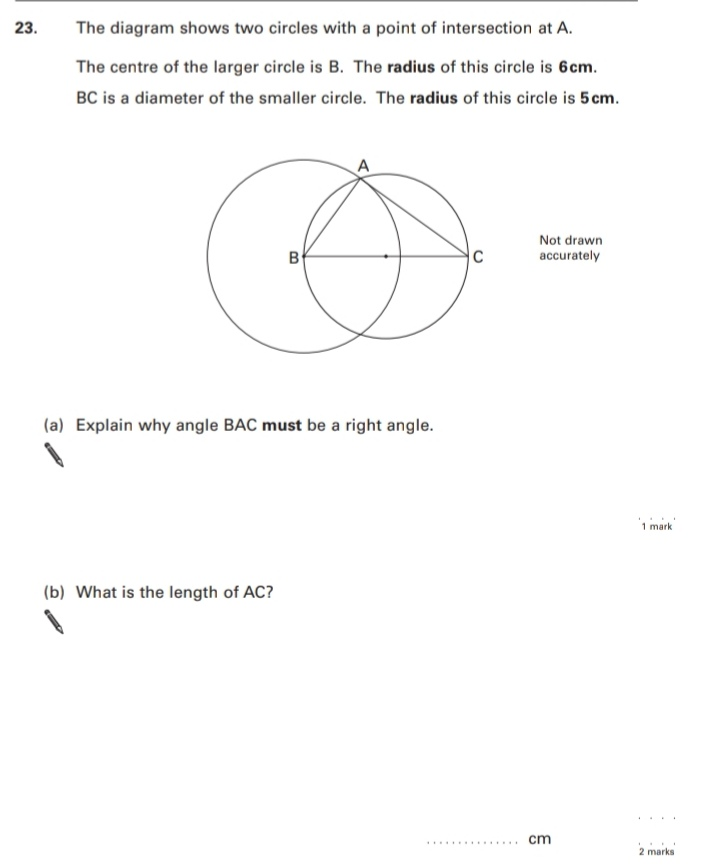 23. The diagram shows two circles with a point of intersection at A.
The centre of the larger circle is B. The radius of this circle is 6cm.
BC is a diameter of the smaller circle. The radius of this circle is 5cm.
A
B
C
Not drawn
accurately
(a) Explain why angle BAC must be a right angle.
1 mark
(b) What is the length of AC?
............... cm
2 marks